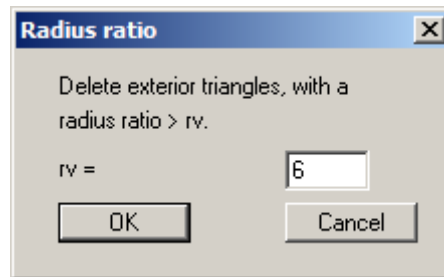 Radius ratio
Delete exterior triangles, with a
radius ratio > rv.
rv = 6
OK Cancel